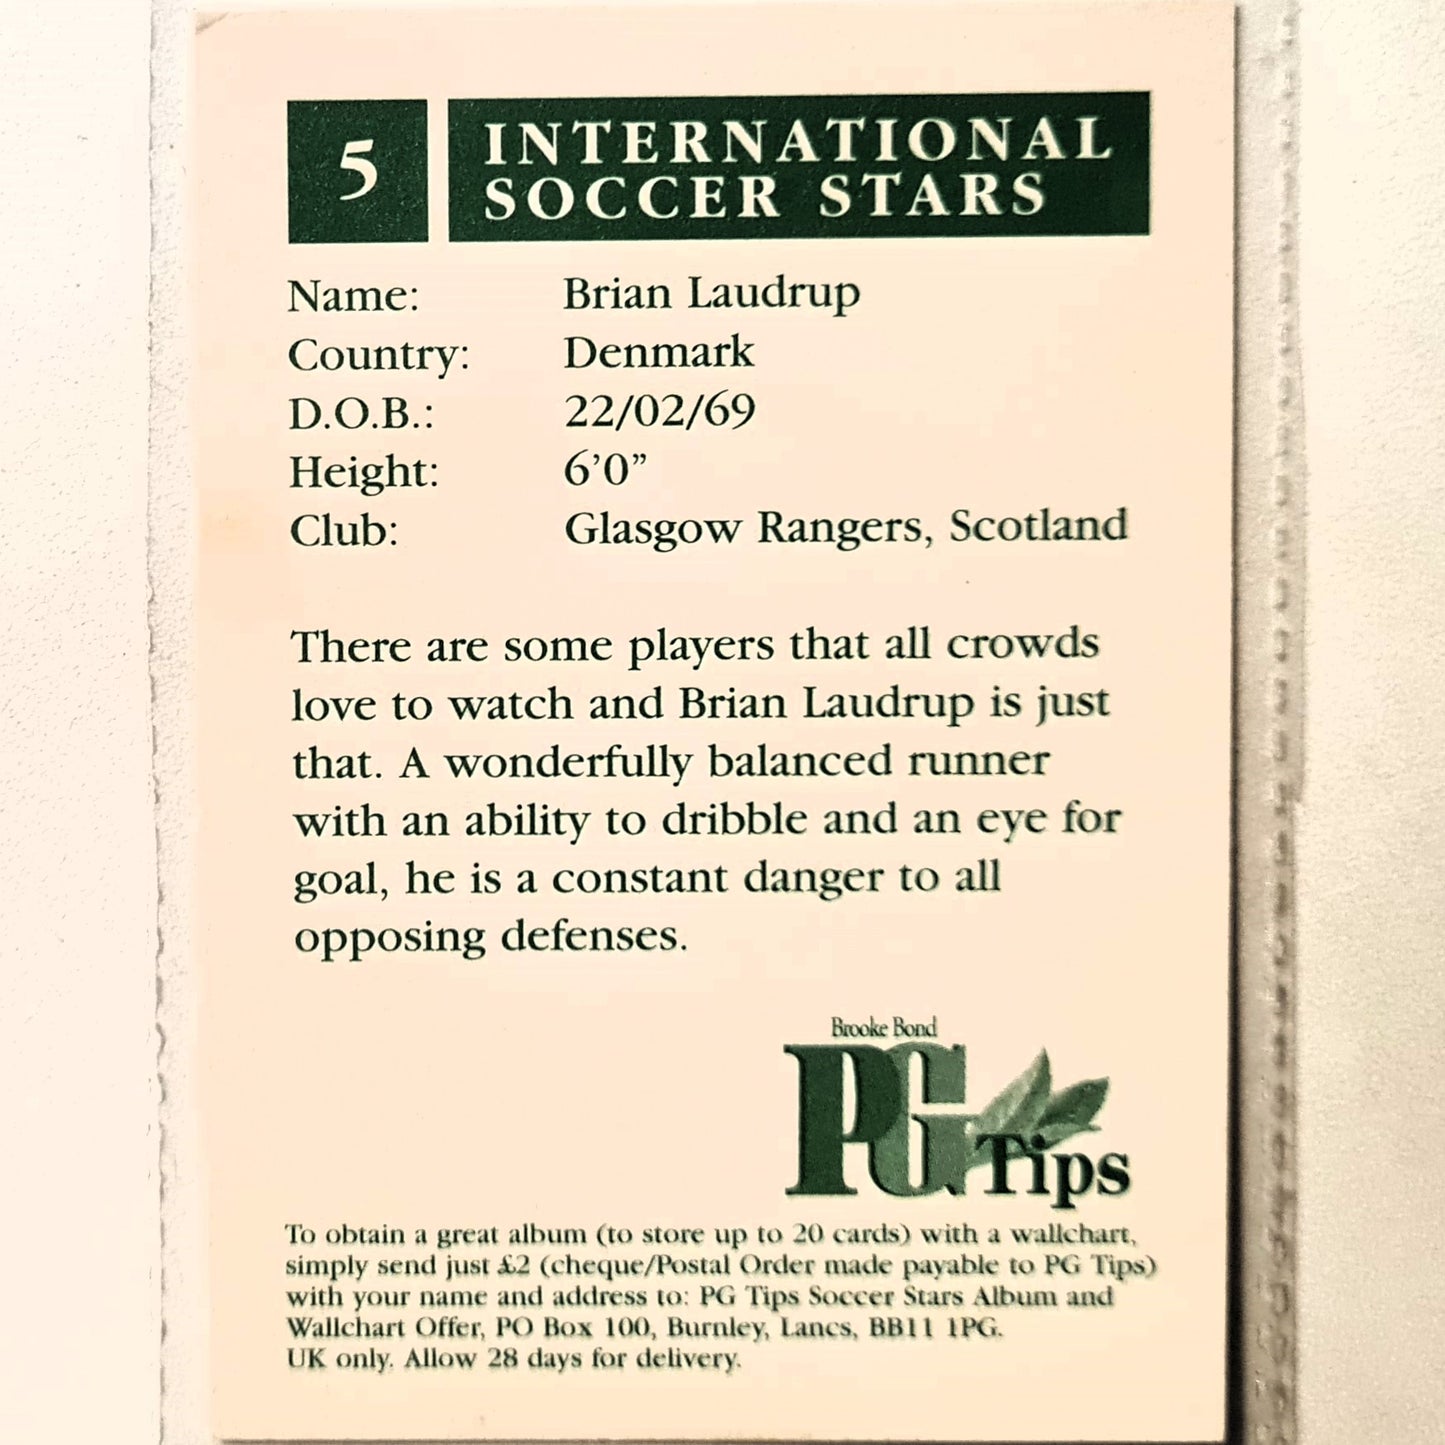 5
INTERNATIONAL
SOCCER STARS
Name: Brian Laudrup
Country: Denmark
D.O.B.: 22/02/69
Height: 6’0”
Club: Glasgow Rangers, Scotland
There are some players that all crowds
love to watch and Brian Laudrup is just
that. A wonderfully balanced runner
with an ability to dribble and an eye for
goal, he is a constant danger to all
opposing defenses.
Brooke Bond
PG Tips
To obtain a great album (to store up to 20 cards) with a wallchart,
simply send just £2 (cheque/Postal Order made payable to PG Tips)
with your name and address to: PG Tips Soccer Stars Album and
Wallchart Offer, PO Box 100, Burnley, Lancs, BB11 1PG.
UK only. Allow 28 days for delivery.